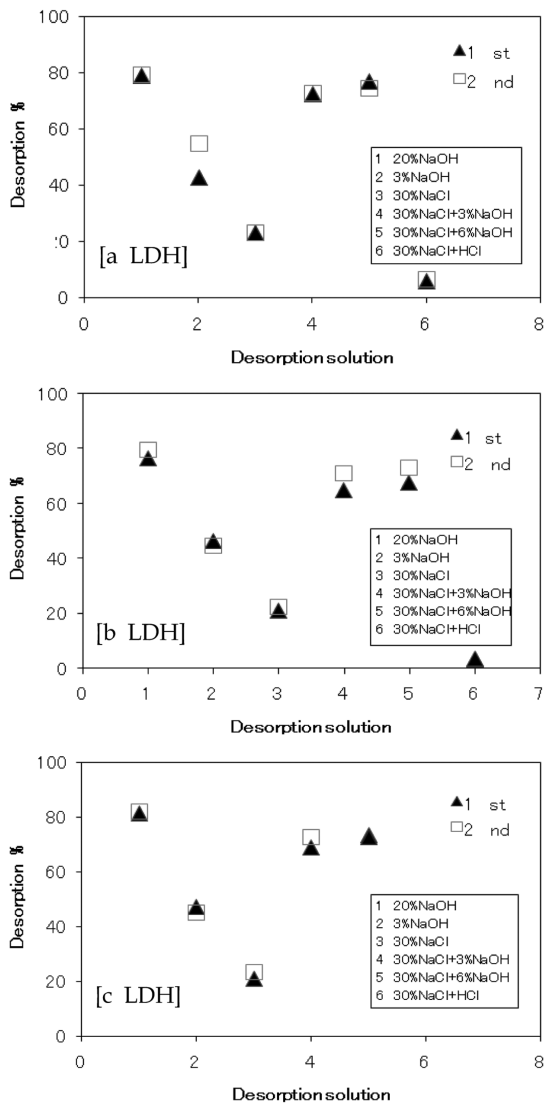 100
80
60
40
20
0
Desorption %
1 st
2 nd
1 20%NaOH
2 3%NaOH
3 30%NaCl
4 30%NaCl+3%NaOH
5 30%NaCl+6%NaOH
6 30%NaCl+HCl
[a LDH]
0 2 4 6 8
Desorption solution
100
80
60
40
20
0
Desorption %
1 st
2 nd
1 20%NaOH
2 3%NaOH
3 30%NaCl
4 30%NaCl+3%NaOH
5 30%NaCl+6%NaOH
6 30%NaCl+HCl
[b LDH]
0 1 2 3 4 5 6 7
Desorption solution
100
80
60
40
20
0
Desorption %
1 st
2 nd
1 20%NaOH
2 3%NaOH
3 30%NaCl
4 30%NaCl+3%NaOH
5 30%NaCl+6%NaOH
6 30%NaCl+HCl
[c LDH]
0 2 4 6 8
Desorption solution